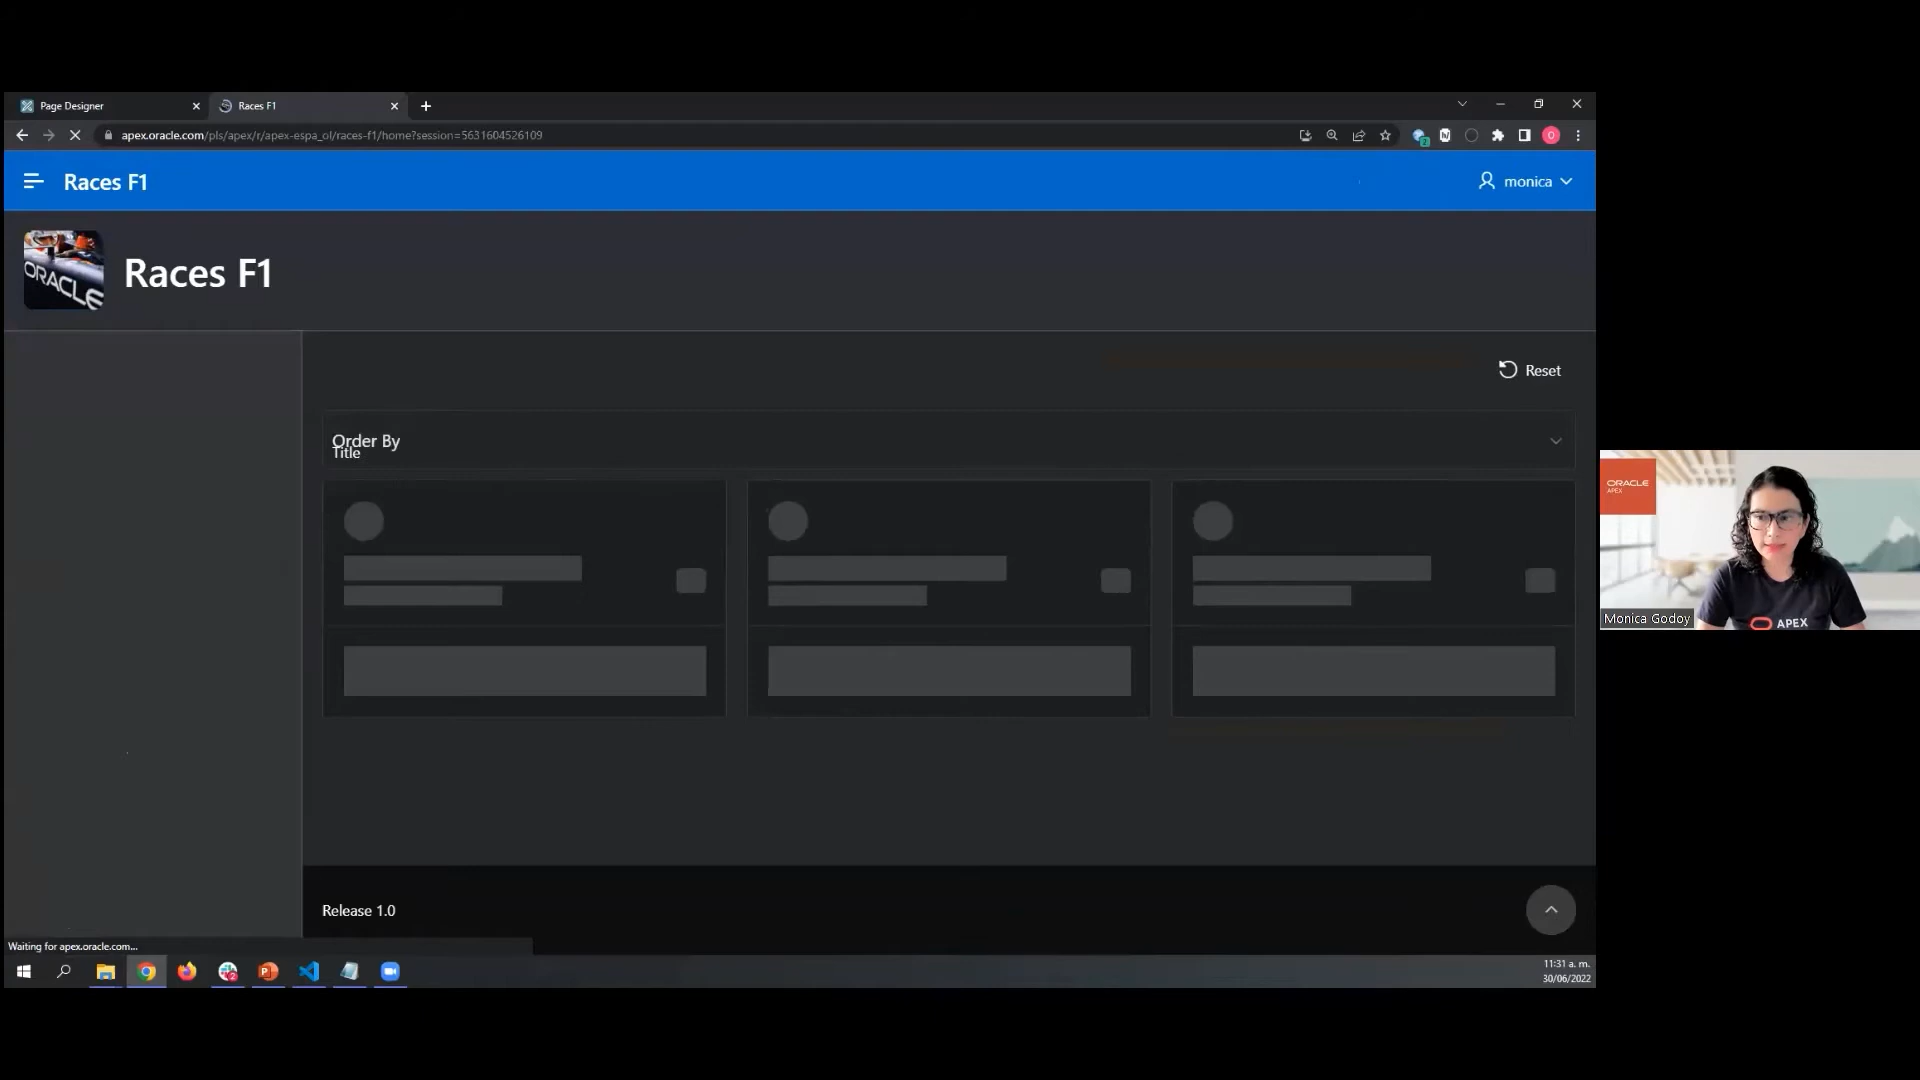 Page Designer
Races F1
apex.oracle.com/pls/apex/r/apex-espa_ol/races-f1/home?session=5631604526109
2
O
Races F1
monica
ORACLE
Races F1
Reset
Order By
Title
ORACLE
APEX
APEX
Monica Godoy
Release 1.0
Waiting for apex.oracle.com...
11:31 a. m.
30/06/2022